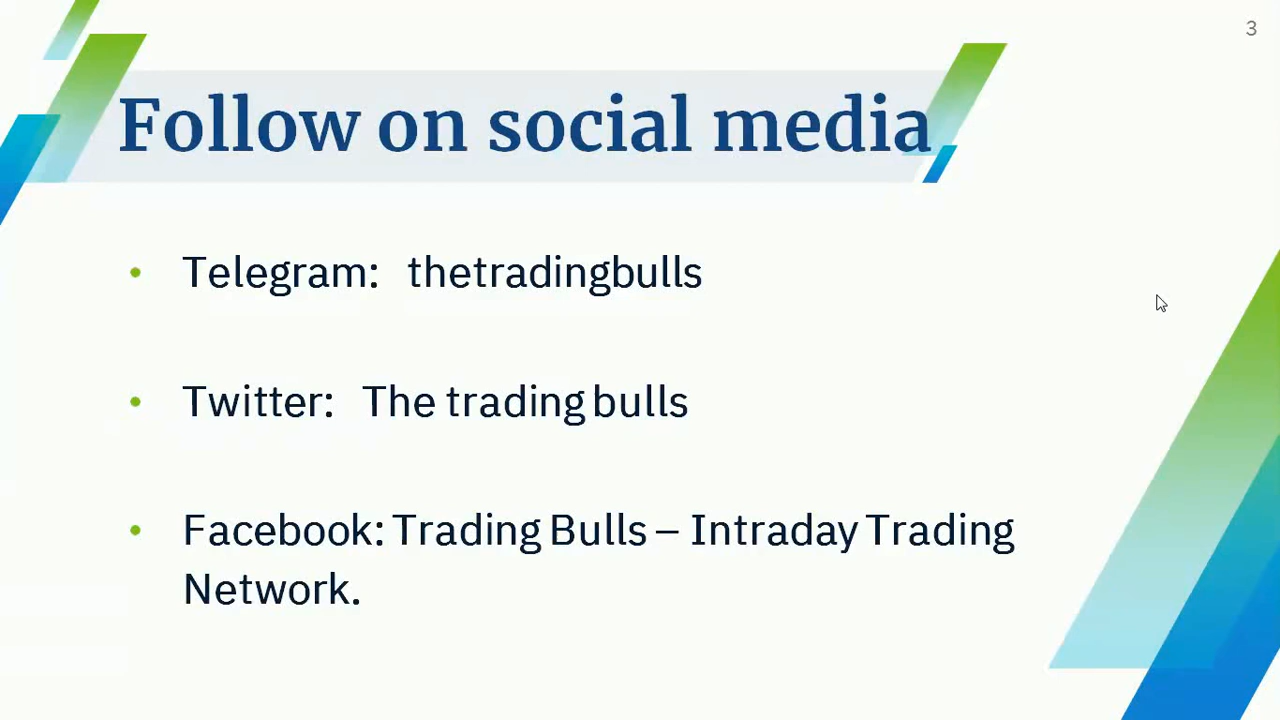 3
Follow on social media
• Telegram: thetradingbulls
• Twitter: The trading bulls
• Facebook: Trading Bulls – Intraday Trading
Network.